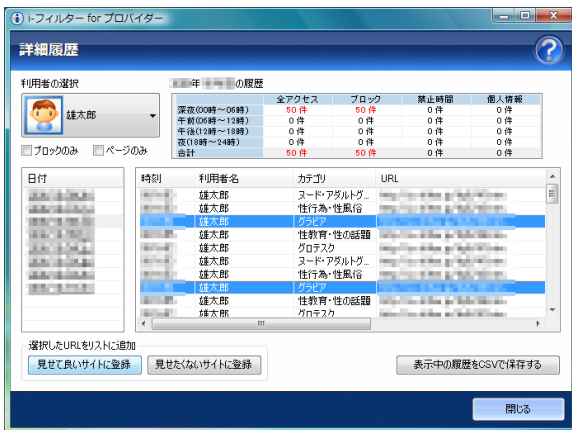 i-フィルター for プロバイダー
詳細履歴
利用者の選択
年 の履歴
雄太郎
ブロックのみ ページのみ
全アクセス ブロック 禁止時間 個人情報
深夜(00時～06時) 50 件 50 件 0 件 0 件
午前(06時～12時) 0 件 0 件 0 件 0 件
午後(12時～18時) 0 件 0 件 0 件 0 件
夜(18時～24時) 0 件 0 件 0 件 0 件
合計 50 件 50 件 0 件 0 件
日付 時刻 利用者名 カテゴリ URL
雄太郎 ヌード・アダルトグ...
雄太郎 性行為・性風俗
雄太郎 グラビア
雄太郎 性教育・性の話題
雄太郎 グロテスク
雄太郎 ヌード・アダルトグ...
雄太郎 性行為・性風俗
雄太郎 グラビア
雄太郎 性教育・性の話題
雄太郎 グロテスク
選択したURLをリストに追加
見せて良いサイトに登録 見せたくないサイトに登録 表示中の履歴をCSVで保存する
閉じる